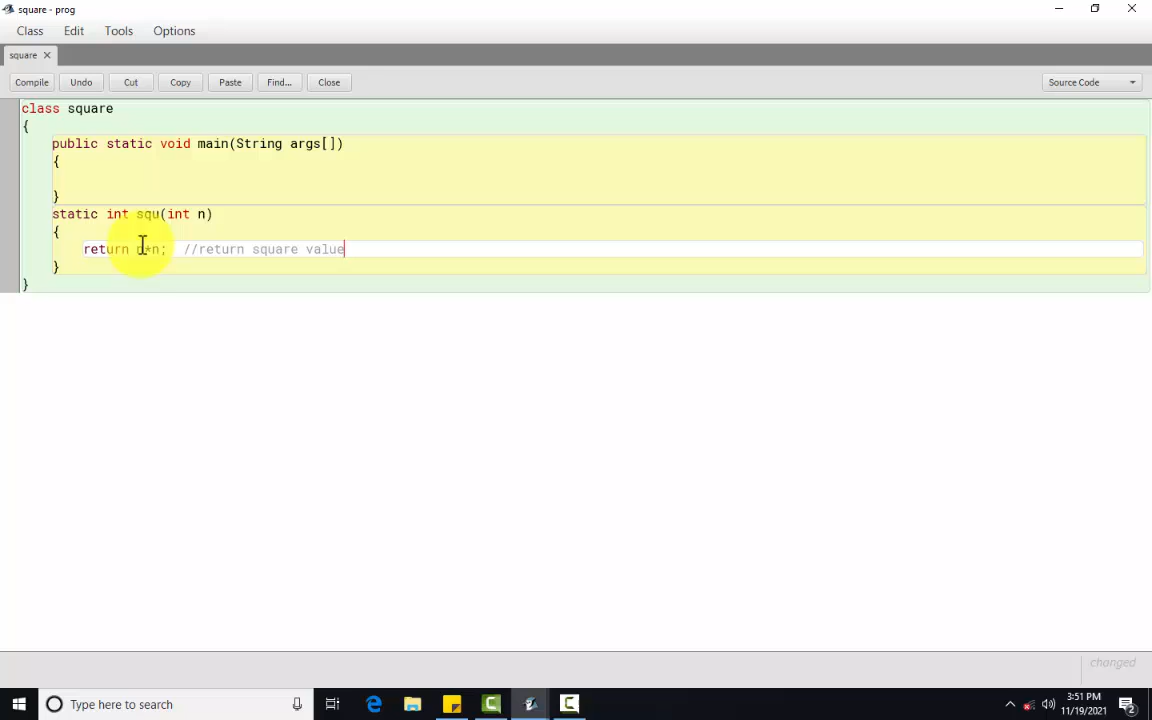 square - prog
Class Edit Tools Options
square
Compile Undo Cut Copy Paste Find... Close Source Code
class square
{
public static void main(String args[])
{
}
static int squ(int n)
{
return n*n; //return square value
}
}
changed
Type here to search
3:51 PM
11/19/2021
2